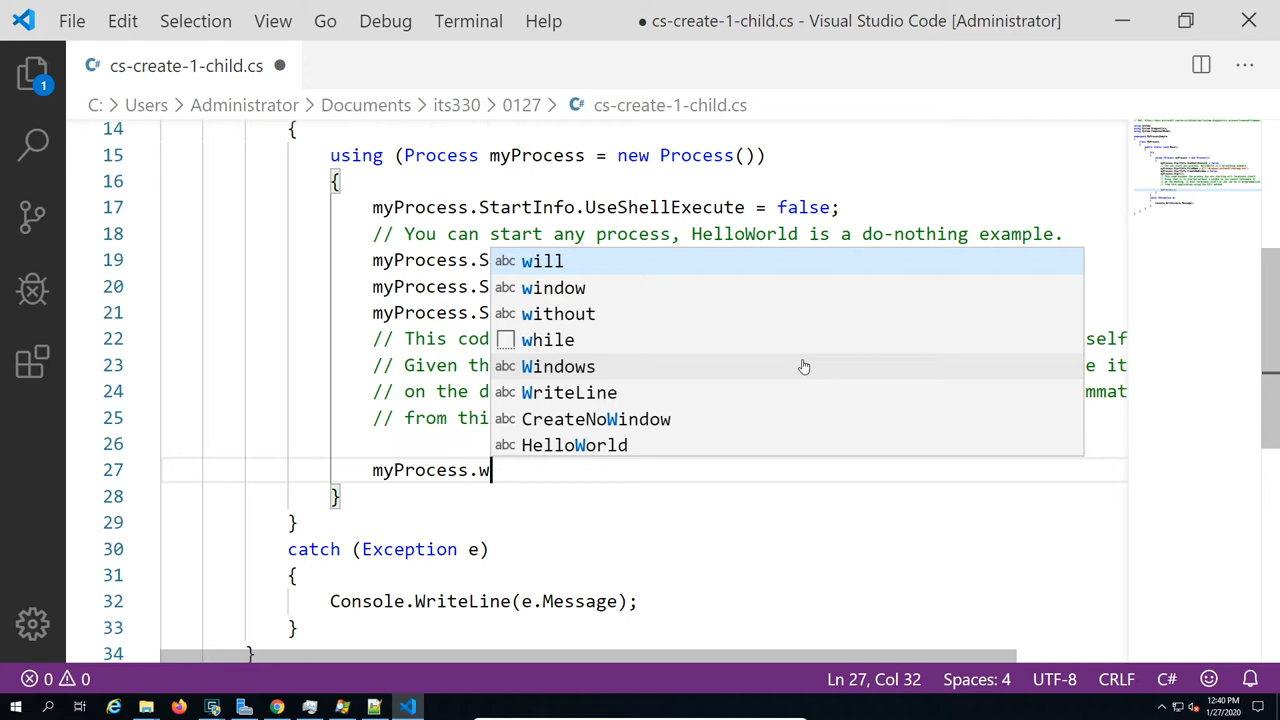 File Edit Selection View Go Debug Terminal Help ● cs-create-1-child.cs - Visual Studio Code [Administrator]
C# cs-create-1-child.cs ●
1
C: > Users > Administrator > Documents > its330 > 0127 > C# cs-create-1-child.cs
14 {
15 using (Process myProcess = new Process())
16 {
17 myProcess.StartInfo.UseShellExecute = false;
18 // You can start any process, HelloWorld is a do-nothing example.
19 myProcess.S
abc will
20 myProcess.S
abc window
21 myProcess.S
abc without
22 // This cod
while
self
23 // Given th
abc Windows
e it
24 // on the d
abc WriteLine
mmat
25 // from thi
abc CreateNoWindow
26
abc HelloWorld
27 myProcess.w
28 }
29 }
30 catch (Exception e)
31 {
32 Console.WriteLine(e.Message);
33 }
34 }
0 0 Ln 27, Col 32 Spaces: 4 UTF-8 CRLF C#
12:40 PM
1/27/2020